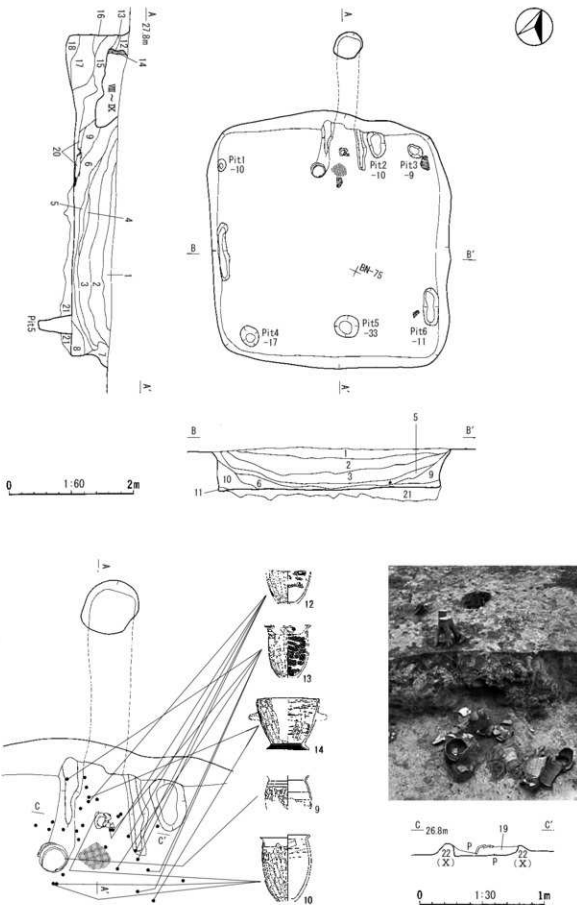 A
27.8m
13
16
12
18
17
15
14
Ⅷ~Ⅸ
9
6
20
5
4
1
3
2
21
Pit5
21
8
7
A'
A
Pit1
-10
Pit2
-10
Pit3
-9
B
B'
BN-75
Pit4
-17
Pit5
-33
Pit6
-11
A'
B
B'
5
1
2
3
10
6
9
11
21
0 1:60 2m
A
12
13
14
9
10
C
C'
A'
C 26.8m
19
C'
22
(X)
P
P
22
(X)
0 1:30 1m